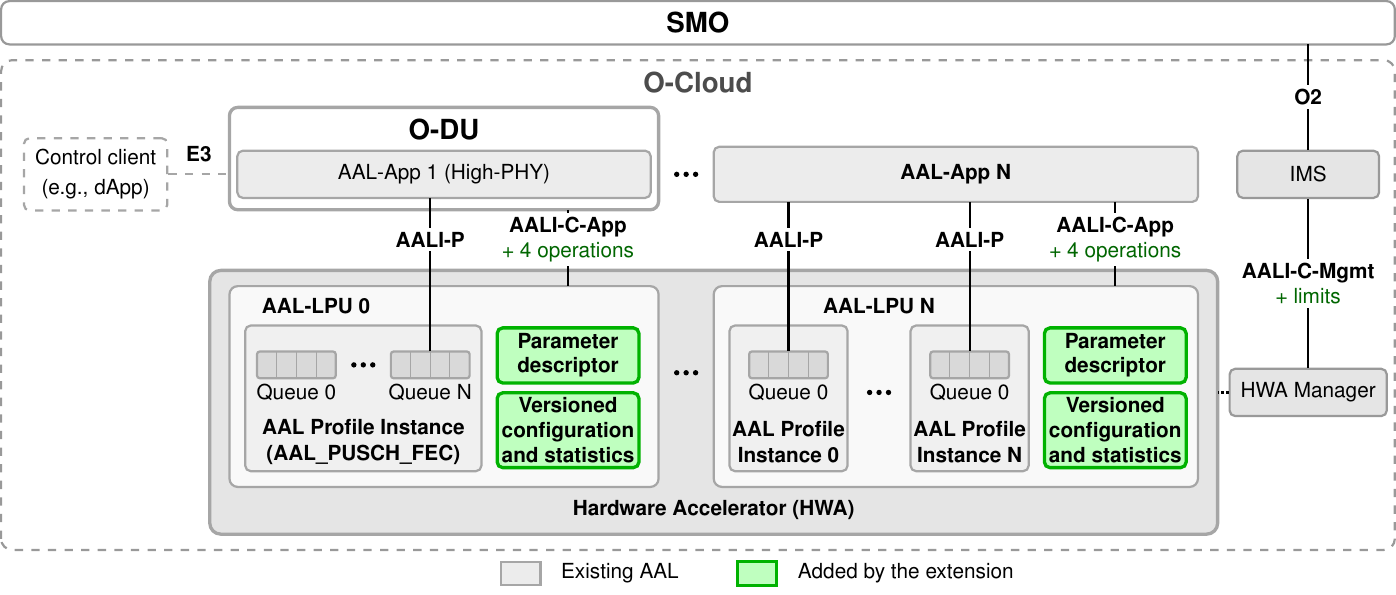 SMO
O-Cloud
O2
O-DU
Control client
(e.g., dApp)
E3
AAL-App 1 (High-PHY)
•••
AAL-App N
IMS
AALI-P
AALI-C-App
+ 4 operations
AALI-P
AALI-P
AALI-C-App
+ 4 operations
AALI-C-Mgmt
+ limits
AAL-LPU 0
Queue 0
•••
Queue N
AAL Profile Instance
(AAL_PUSCH_FEC)
Parameter
descriptor
Versioned
configuration
and statistics
•••
AAL-LPU N
Queue 0
AAL Profile
Instance 0
•••
Queue 0
AAL Profile
Instance N
Parameter
descriptor
Versioned
configuration
and statistics
HWA Manager
Hardware Accelerator (HWA)
Existing AAL
Added by the extension